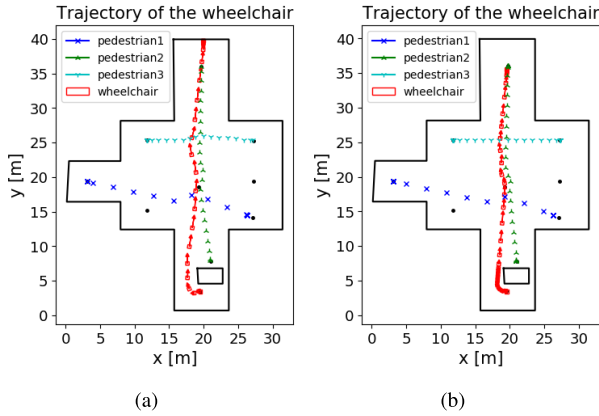 Trajectory of the wheelchair
40
35
30
25
20
15
10
5
0
y [m]
pedestrian1
pedestrian2
pedestrian3
wheelchair
0 5 10 15 20 25 30
x [m]
(a)
Trajectory of the wheelchair
40
35
30
25
20
15
10
5
0
y [m]
pedestrian1
pedestrian2
pedestrian3
wheelchair
0 5 10 15 20 25 30
x [m]
(b)